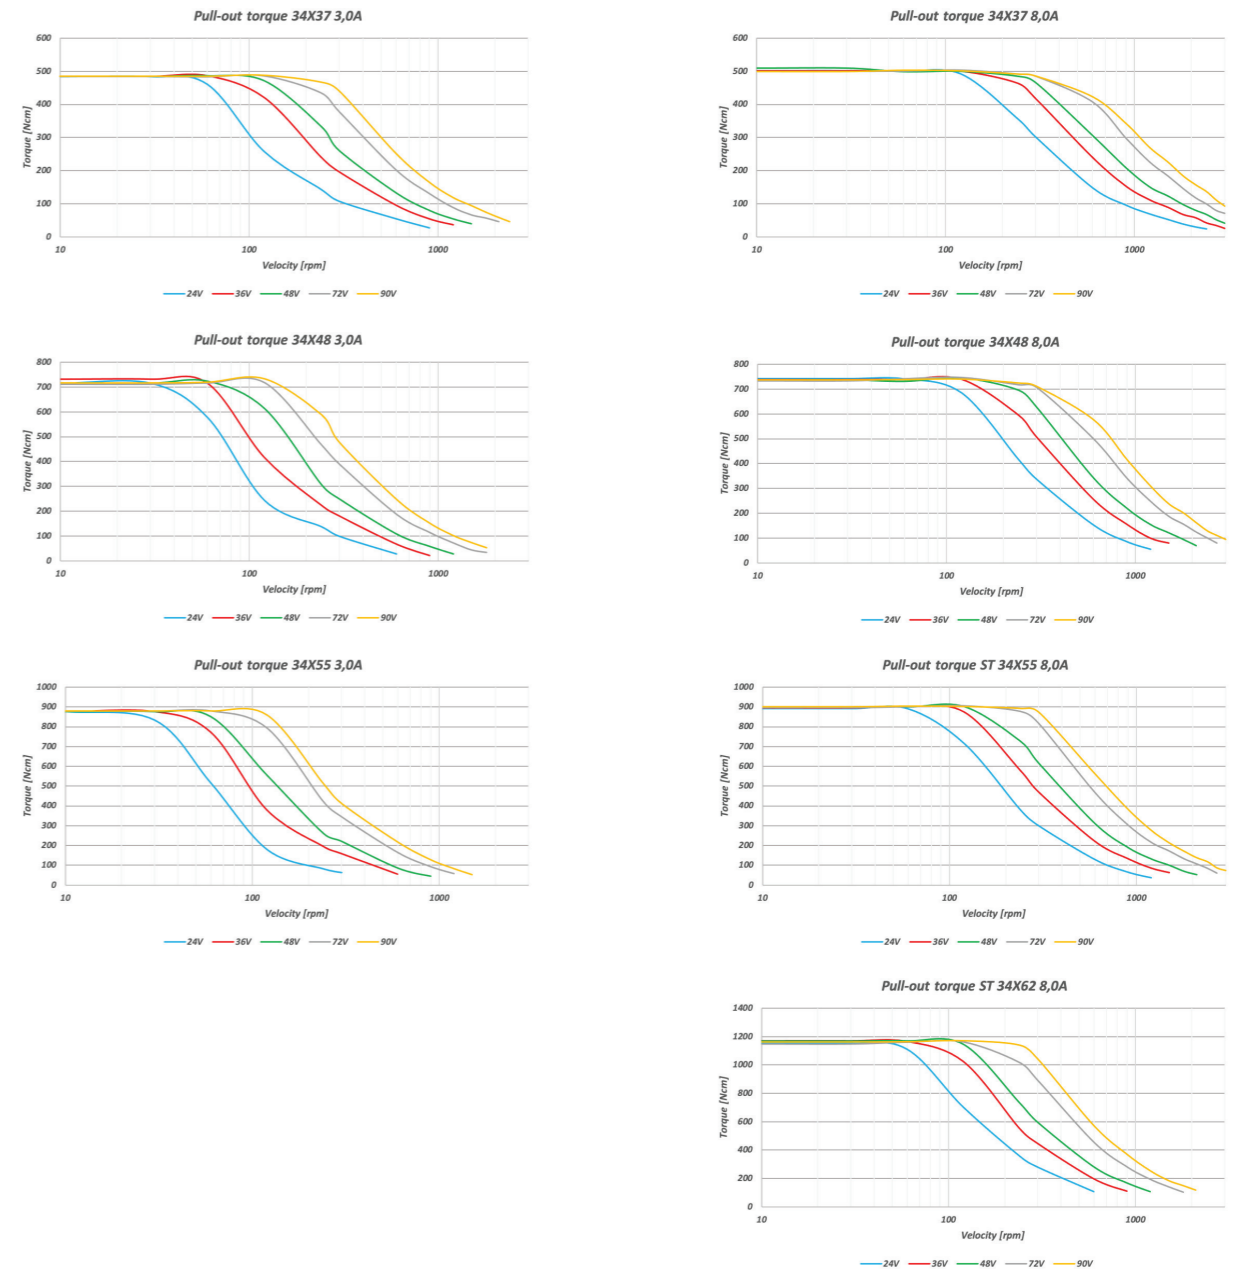 Pull-out torque 34X37 3,0A
600
500
400
300
200
100
0
Torque [Ncm]
10 100 1000
Velocity [rpm]
24V 36V 48V 72V 90V
Pull-out torque 34X37 8,0A
600
500
400
300
200
100
0
Torque [Ncm]
10 100 1000
Velocity [rpm]
24V 36V 48V 72V 90V
Pull-out torque 34X48 3,0A
800
700
600
500
400
300
200
100
0
Torque [Ncm]
10 100 1000
Velocity [rpm]
24V 36V 48V 72V 90V
Pull-out torque 34X48 8,0A
800
700
600
500
400
300
200
100
0
Torque [Ncm]
10 100 1000
Velocity [rpm]
24V 36V 48V 72V 90V
Pull-out torque 34X55 3,0A
1000
900
800
700
600
500
400
300
200
100
0
Torque [Ncm]
10 100 1000
Velocity [rpm]
24V 36V 48V 72V 90V
Pull-out torque ST 34X55 8,0A
1000
900
800
700
600
500
400
300
200
100
0
Torque [Ncm]
10 100 1000
Velocity [rpm]
24V 36V 48V 72V 90V
Pull-out torque ST 34X62 8,0A
1400
1200
1000
800
600
400
200
0
Torque [Ncm]
10 100 1000
Velocity [rpm]
24V 36V 48V 72V 90V